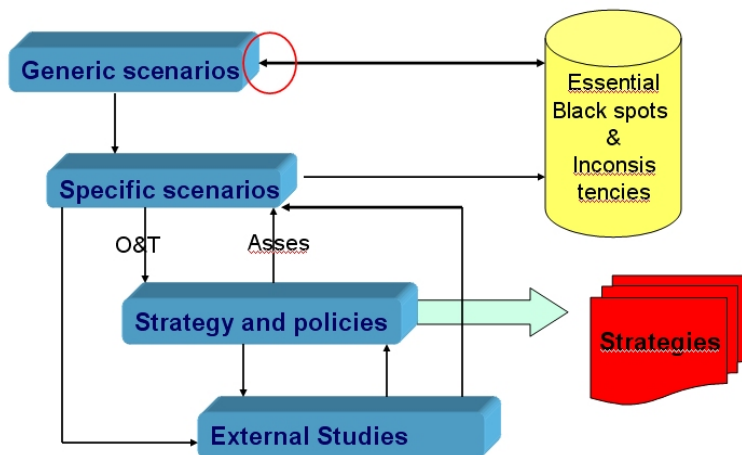 Generic scenarios
Essential
Black spots
&
Inconsis
tencies
Specific scenarios
O&T
Asses
Strategy and policies
Strategies
External Studies